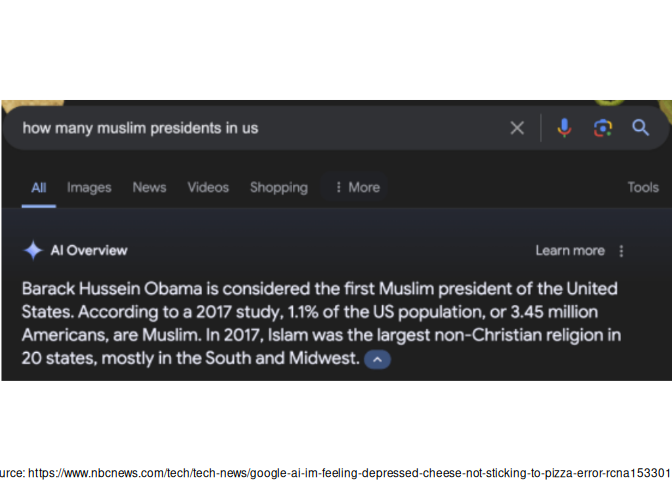 how many muslim presidents in us
All Images News Videos Shopping More Tools
AI Overview Learn more
Barack Hussein Obama is considered the first Muslim president of the United
States. According to a 2017 study, 1.1% of the US population, or 3.45 million
Americans, are Muslim. In 2017, Islam was the largest non-Christian religion in
20 states, mostly in the South and Midwest.
urce: https://www.nbcnews.com/tech/tech-news/google-ai-im-feeling-depressed-cheese-not-sticking-to-pizza-error-rcna153301